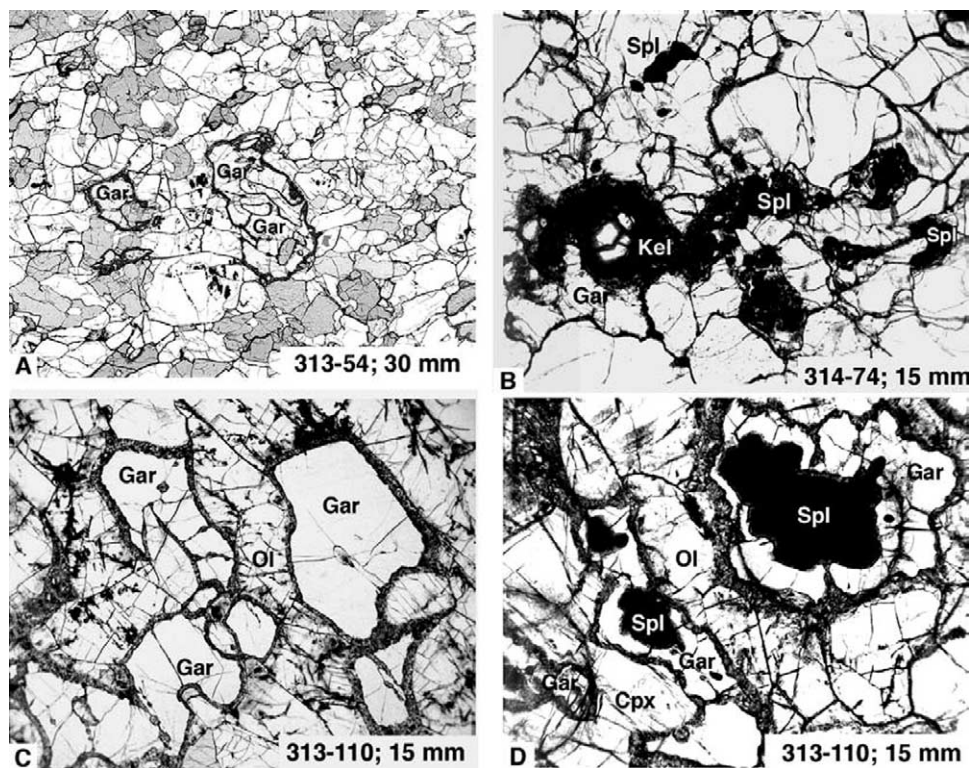 Gar
Gar
Gar
A
313-54; 30 mm
Spl
Spl
Spl
Kel
Gar
B
314-74; 15 mm
Gar
Gar
Ol
Gar
C
313-110; 15 mm
Gar
Spl
Ol
Spl
Gar
Gar
Cpx
D
313-110; 15 mm